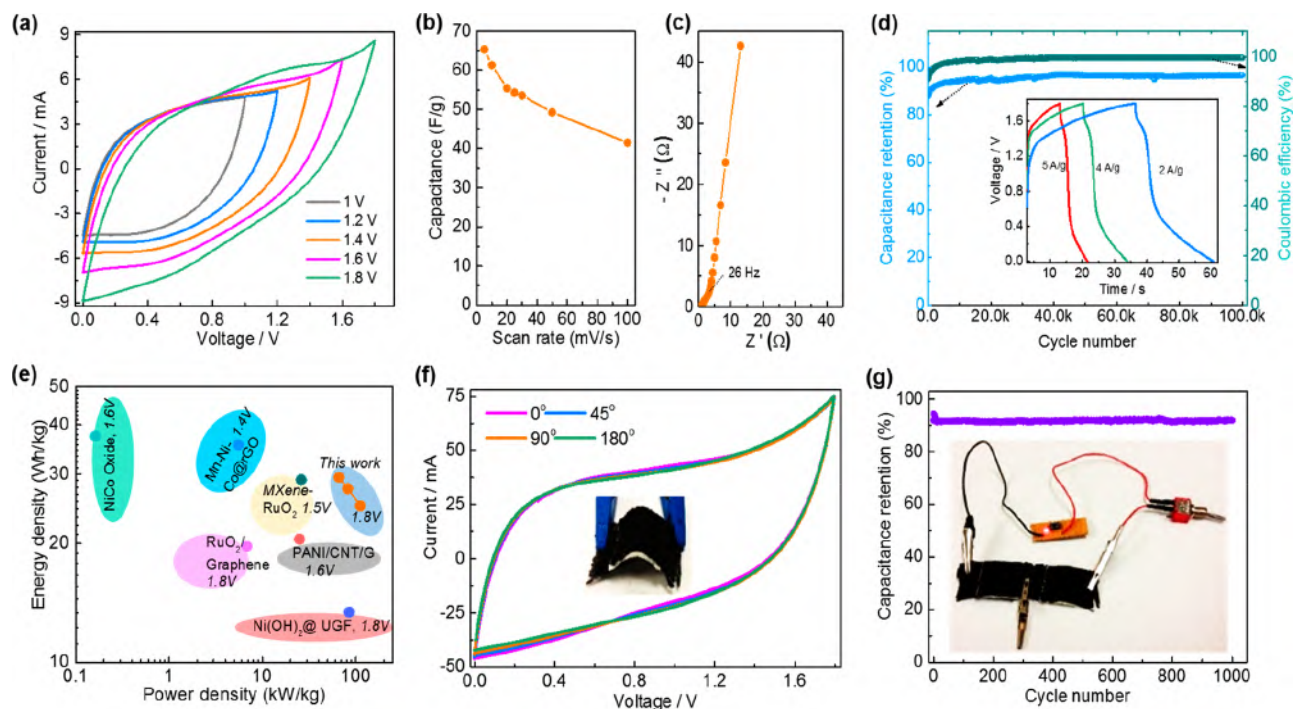 (a)
9
6
3
0
-3
-6
-9
Current / mA
1 V
1.2 V
1.4 V
1.6 V
1.8 V
0.0 0.4 0.8 1.2 1.6
Voltage / V
(b)
70
60
50
40
30
20
10
0
Capacitance (F/g)
0 20 40 60 80 100
Scan rate (mV/s)
(c)
40
30
20
10
0
- Z '' (Ω)
26 Hz
0 10 20 30 40
Z ' (Ω)
(d)
100
80
60
40
20
0
Capacitance retention (%)
100
80
60
40
20
0
Coulombic efficiency (%)
1.6
1.2
0.8
0.4
0.0
Voltage / V
5 A/g
4 A/g
2 A/g
10 20 30 40 50 60
Time / s
0.0 20.0k 40.0k 60.0k 80.0k 100.0k
Cycle number
(e)
50
40
30
20
10
Energy density (Wh/kg)
NiCo Oxide, 1.6V
Mn-Ni- 1.4V
Co@rGO
This work
1.8V
MXene-
RuO2 1.5V
RuO2/
Graphene
1.8V
PANI/CNT/G
1.6V
Ni(OH)2@ UGF, 1.8V
0.1 1 10 100
Power density (kW/kg)
(f)
75
50
25
0
-25
-50
Current / mA
0° 45°
90° 180°
0.0 0.4 0.8 1.2 1.6
Voltage / V
(g)
100
80
60
40
20
0
Capacitance retention (%)
0 200 400 600 800 1000
Cycle number